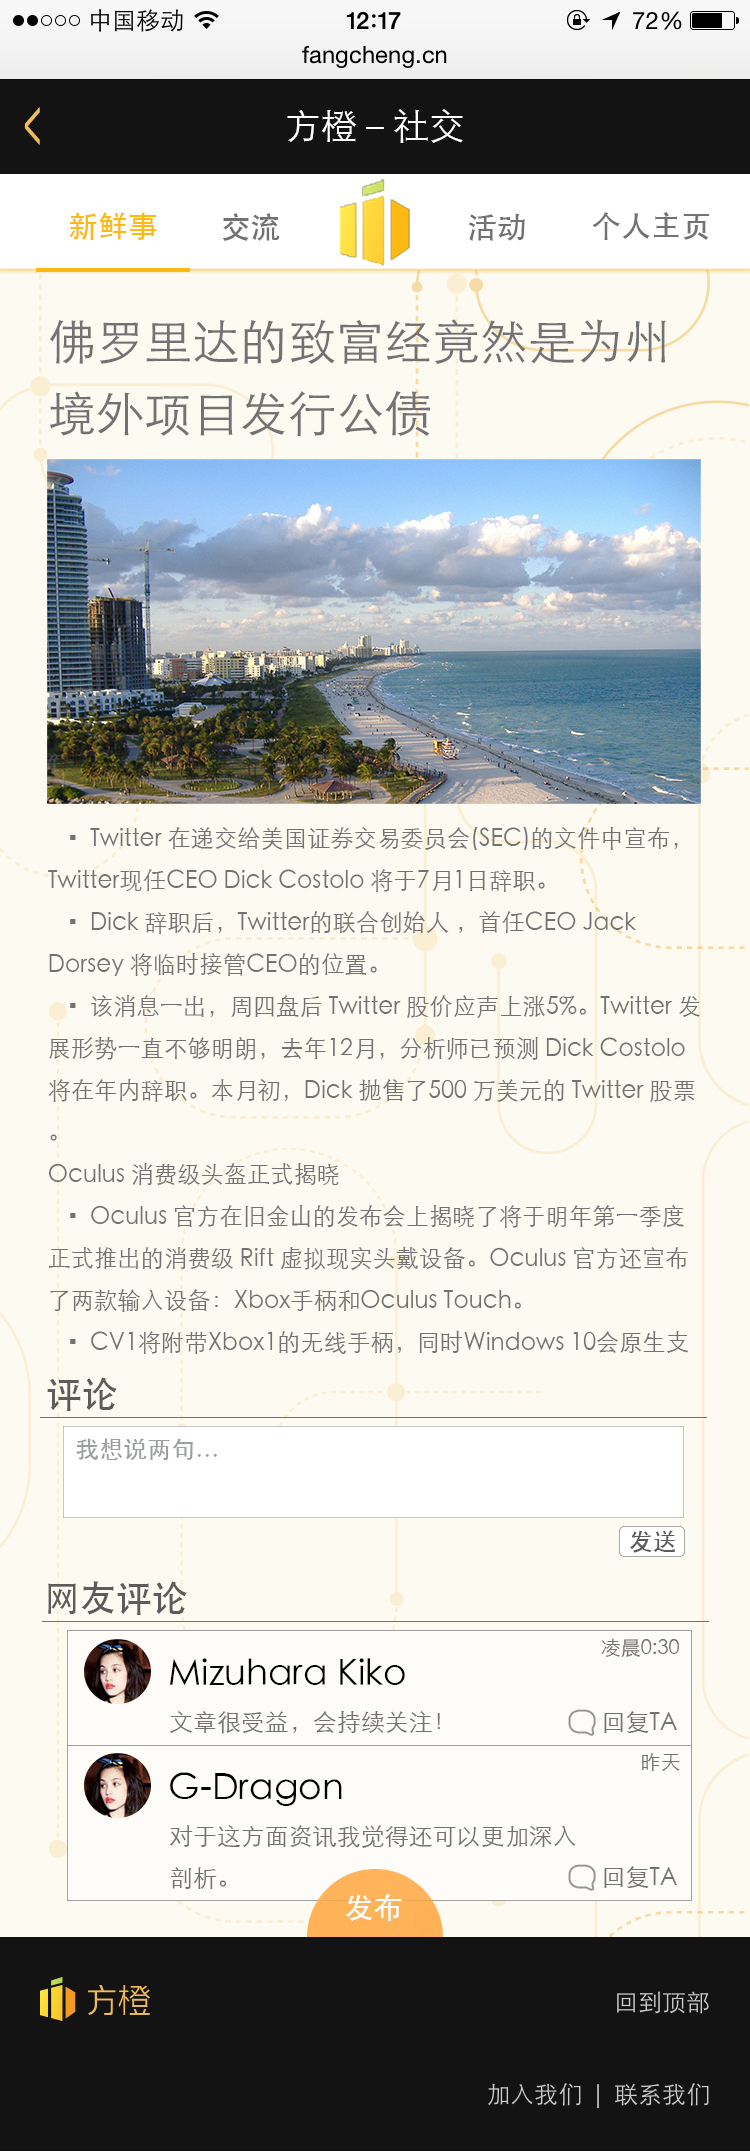 中国移动 12:17 72%
fangcheng.cn
方橙 – 社交
新鲜事 交流 活动 个人主页
佛罗里达的致富经竟然是为州
境外项目发行公债
▪ Twitter 在递交给美国证券交易委员会(SEC)的文件中宣布，
Twitter现任CEO Dick Costolo 将于7月1日辞职。
▪ Dick 辞职后，Twitter的联合创始人 ，首任CEO Jack
Dorsey 将临时接管CEO的位置。
▪ 该消息一出，周四盘后 Twitter 股价应声上涨5%。Twitter 发
展形势一直不够明朗，去年12月，分析师已预测 Dick Costolo
将在年内辞职。本月初，Dick 抛售了500 万美元的 Twitter 股票
。
Oculus 消费级头盔正式揭晓
▪ Oculus 官方在旧金山的发布会上揭晓了将于明年第一季度
正式推出的消费级 Rift 虚拟现实头戴设备。Oculus 官方还宣布
了两款输入设备：Xbox手柄和Oculus Touch。
▪ CV1将附带Xbox1的无线手柄，同时Windows 10会原生支
评论
我想说两句...
发送
网友评论
凌晨0:30
Mizuhara Kiko
文章很受益，会持续关注！ 回复TA
昨天
G-Dragon
对于这方面资讯我觉得还可以更加深入
剖析。 回复TA
发布
方橙 回到顶部
加入我们 | 联系我们